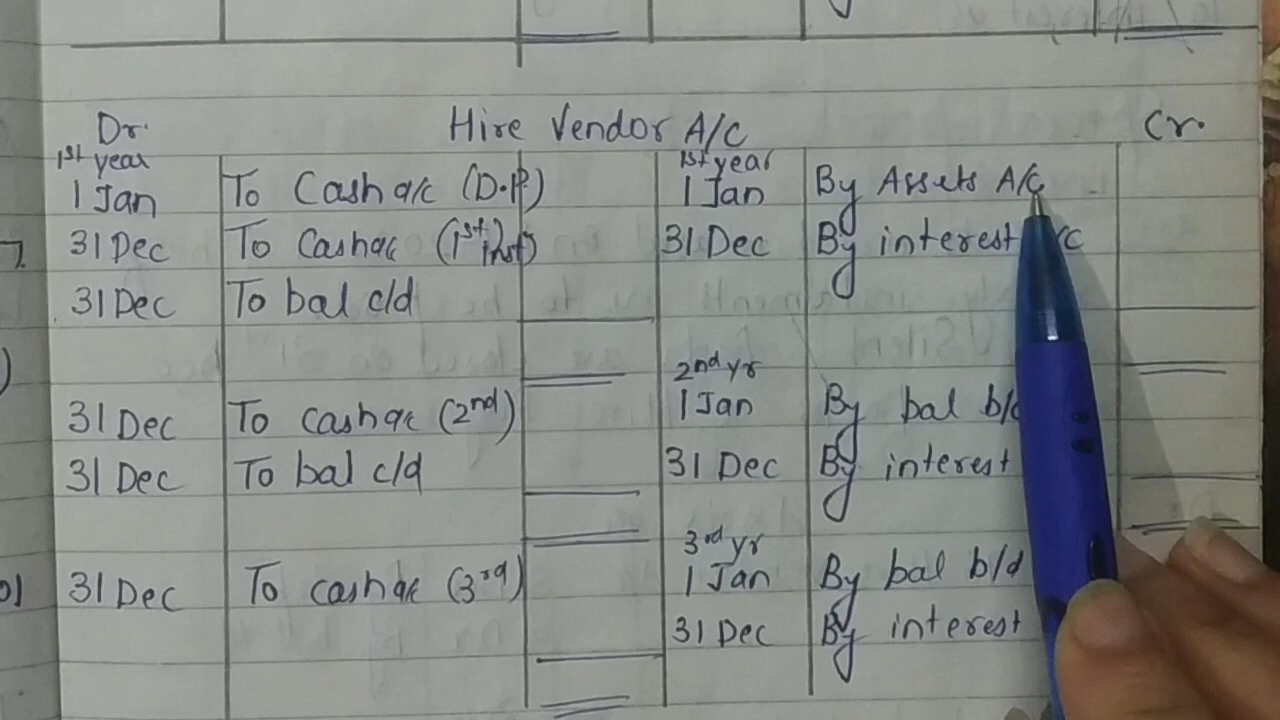 Dr. Hire Vendor A/C Cr.
1st year 1st year
1 Jan To Cash a/c (D.P) 1 Jan By Assets A/C
31 Dec To Cash ac (1st inst) 31 Dec By interest /c
31 Dec To bal c/d
2nd yr
31 Dec To cash ac (2nd) 1 Jan By bal b/
31 Dec To bal c/d 31 Dec By interest
3rd yr
31 Dec To cash ac (3rd) 1 Jan By bal b/d
31 Dec By interest